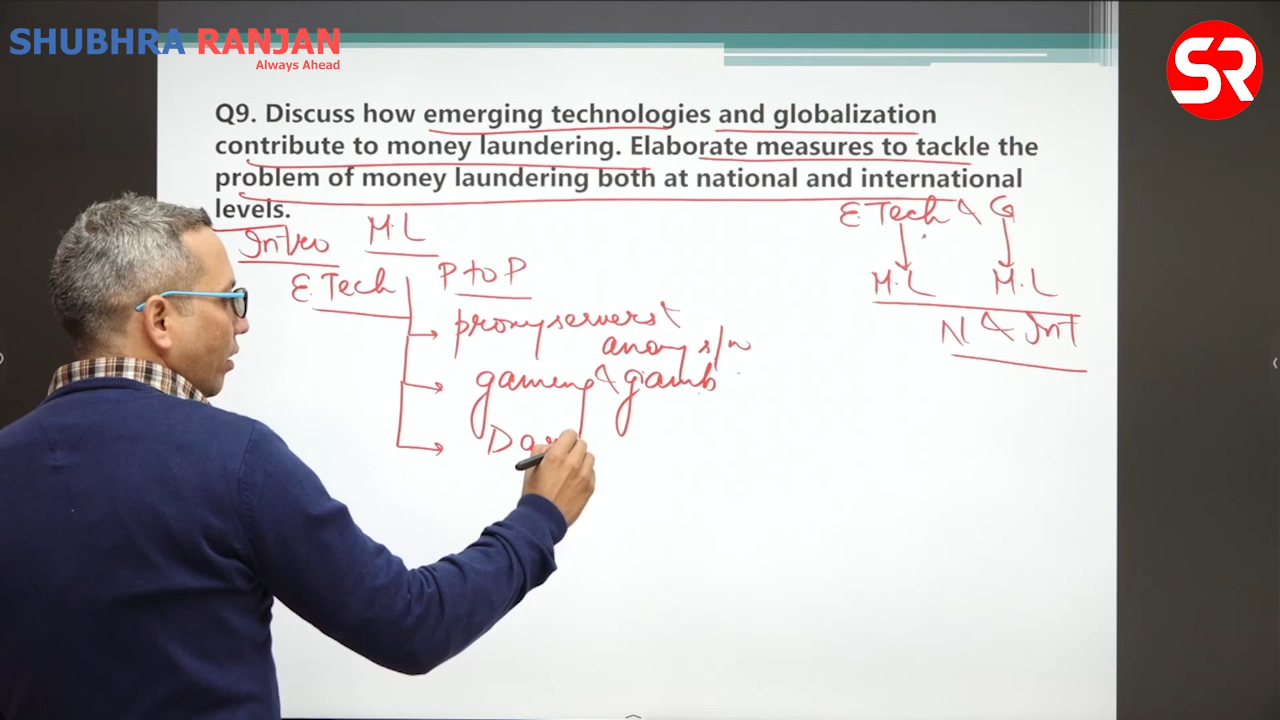 SHUBHRA RANJAN
Always Ahead
SR
Q9. Discuss how emerging technologies and globalization
contribute to money laundering. Elaborate measures to tackle the
problem of money laundering both at national and international
levels.
Intro M.L
E.Tech & G
E.Tech P to P
M.L M.L
proxy servers &
anony s/w
N & Int
gaming & giamb
Dar